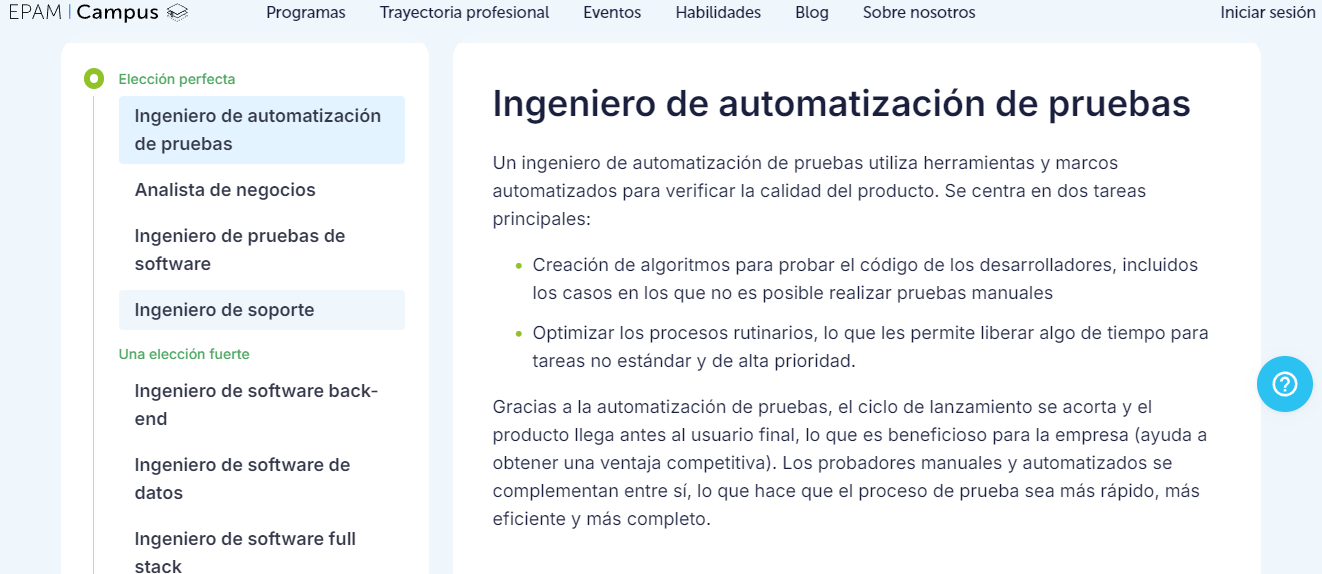 EPAM | Campus
Programas
Trayectoria profesional
Eventos
Habilidades
Blog
Sobre nosotros
Iniciar sesión
Elección perfecta
Ingeniero de automatización
de pruebas
Analista de negocios
Ingeniero de pruebas de
software
Ingeniero de soporte
Una elección fuerte
Ingeniero de software back-
end
Ingeniero de software de
datos
Ingeniero de software full
stack
Ingeniero de automatización de pruebas
Un ingeniero de automatización de pruebas utiliza herramientas y marcos
automatizados para verificar la calidad del producto. Se centra en dos tareas
principales:
Creación de algoritmos para probar el código de los desarrolladores, incluidos
los casos en los que no es posible realizar pruebas manuales
Optimizar los procesos rutinarios, lo que les permite liberar algo de tiempo para
tareas no estándar y de alta prioridad.
Gracias a la automatización de pruebas, el ciclo de lanzamiento se acorta y el
producto llega antes al usuario final, lo que es beneficioso para la empresa (ayuda a
obtener una ventaja competitiva). Los probadores manuales y automatizados se
complementan entre sí, lo que hace que el proceso de prueba sea más rápido, más
eficiente y más completo.
?